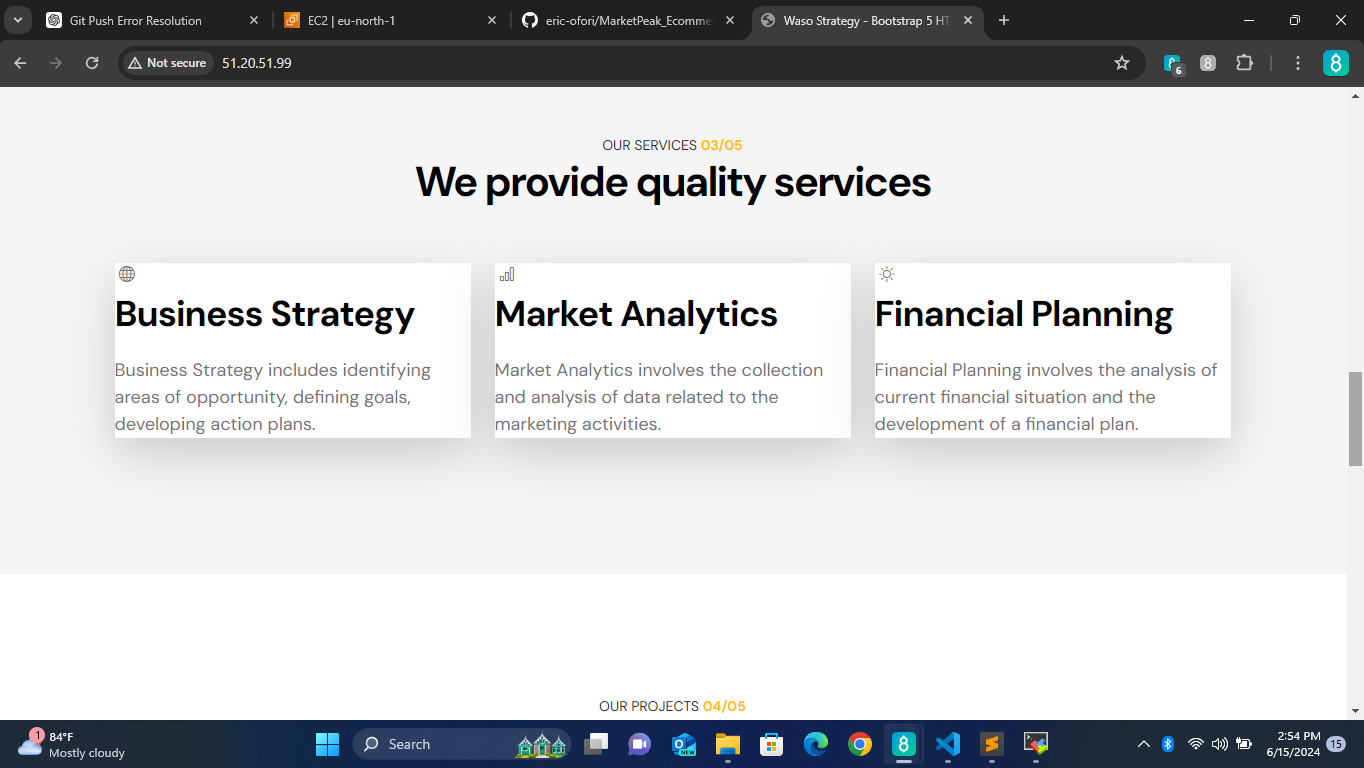 Git Push Error Resolution
EC2 | eu-north-1
eric-ofori/MarketPeak_Ecomme
Waso Strategy - Bootstrap 5 HT
Not secure
51.20.51.99
6
OUR SERVICES 03/05
We provide quality services
Business Strategy
Business Strategy includes identifying
areas of opportunity, defining goals,
developing action plans.
Market Analytics
Market Analytics involves the collection
and analysis of data related to the
marketing activities.
Financial Planning
Financial Planning involves the analysis of
current financial situation and the
development of a financial plan.
OUR PROJECTS 04/05
1
84°F
Mostly cloudy
Search
NEW
2:54 PM
6/15/2024
15